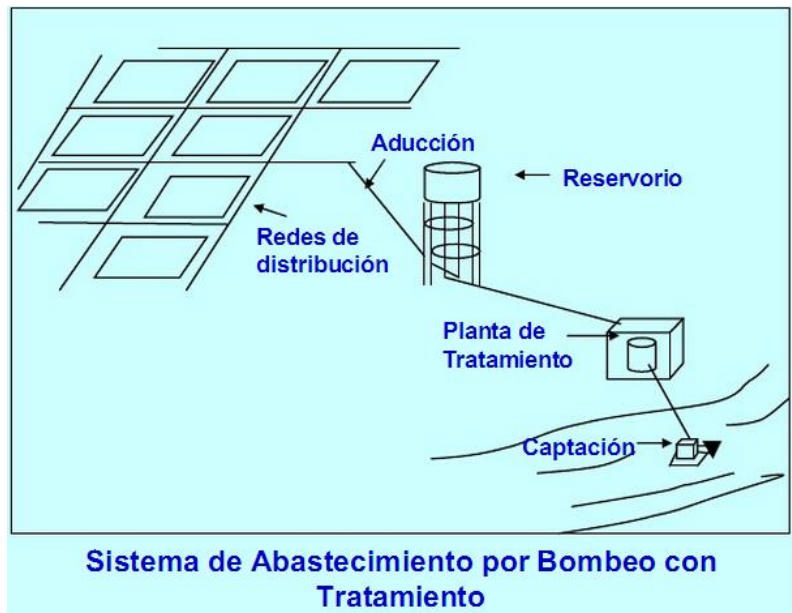 Aducción
Reservorio
Redes de
distribución
Planta de
Tratamiento
Captación
Sistema de Abastecimiento por Bombeo con
Tratamiento